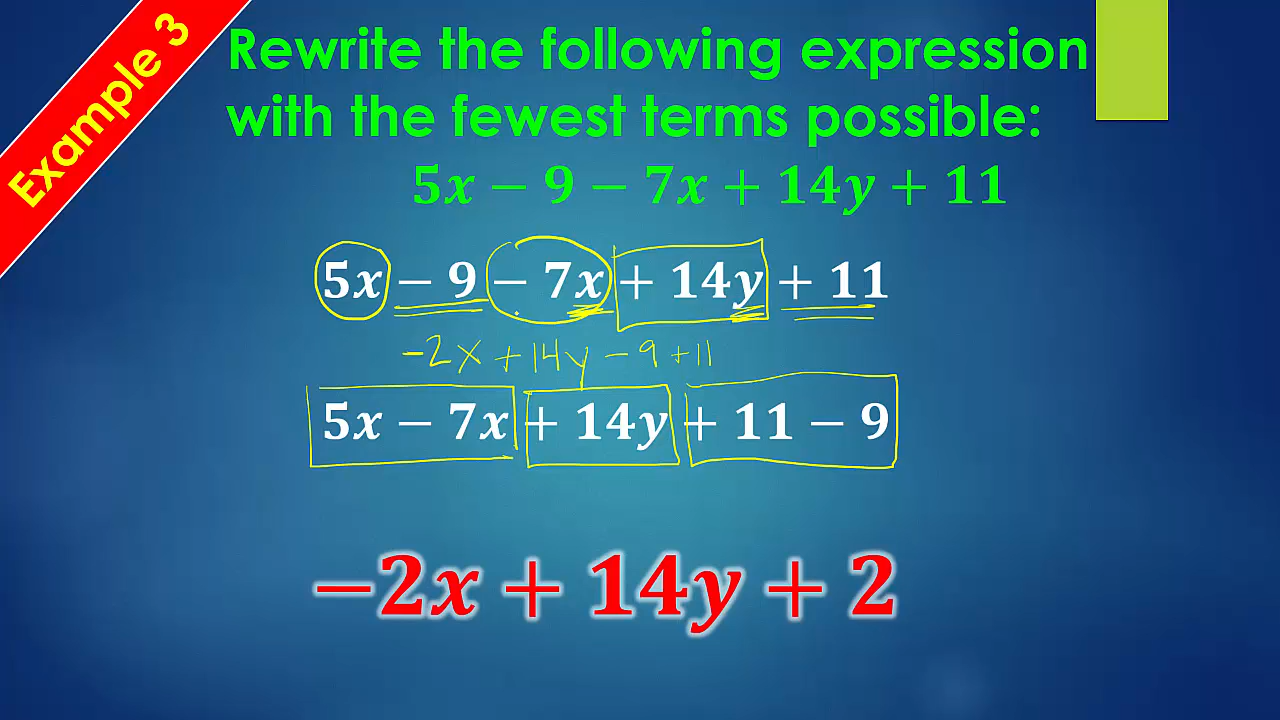 Example 3
Rewrite the following expression
with the fewest terms possible:
5x − 9 − 7x + 14y + 11
5x − 9 − 7x + 14y + 11
-2x + 14y - 9 + 11
5x − 7x + 14y + 11 − 9
−2x + 14y + 2